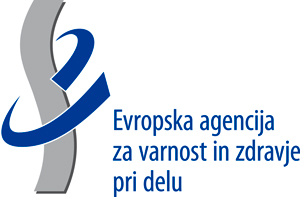 Evropska agencija
za varnost in zdravje
pri delu